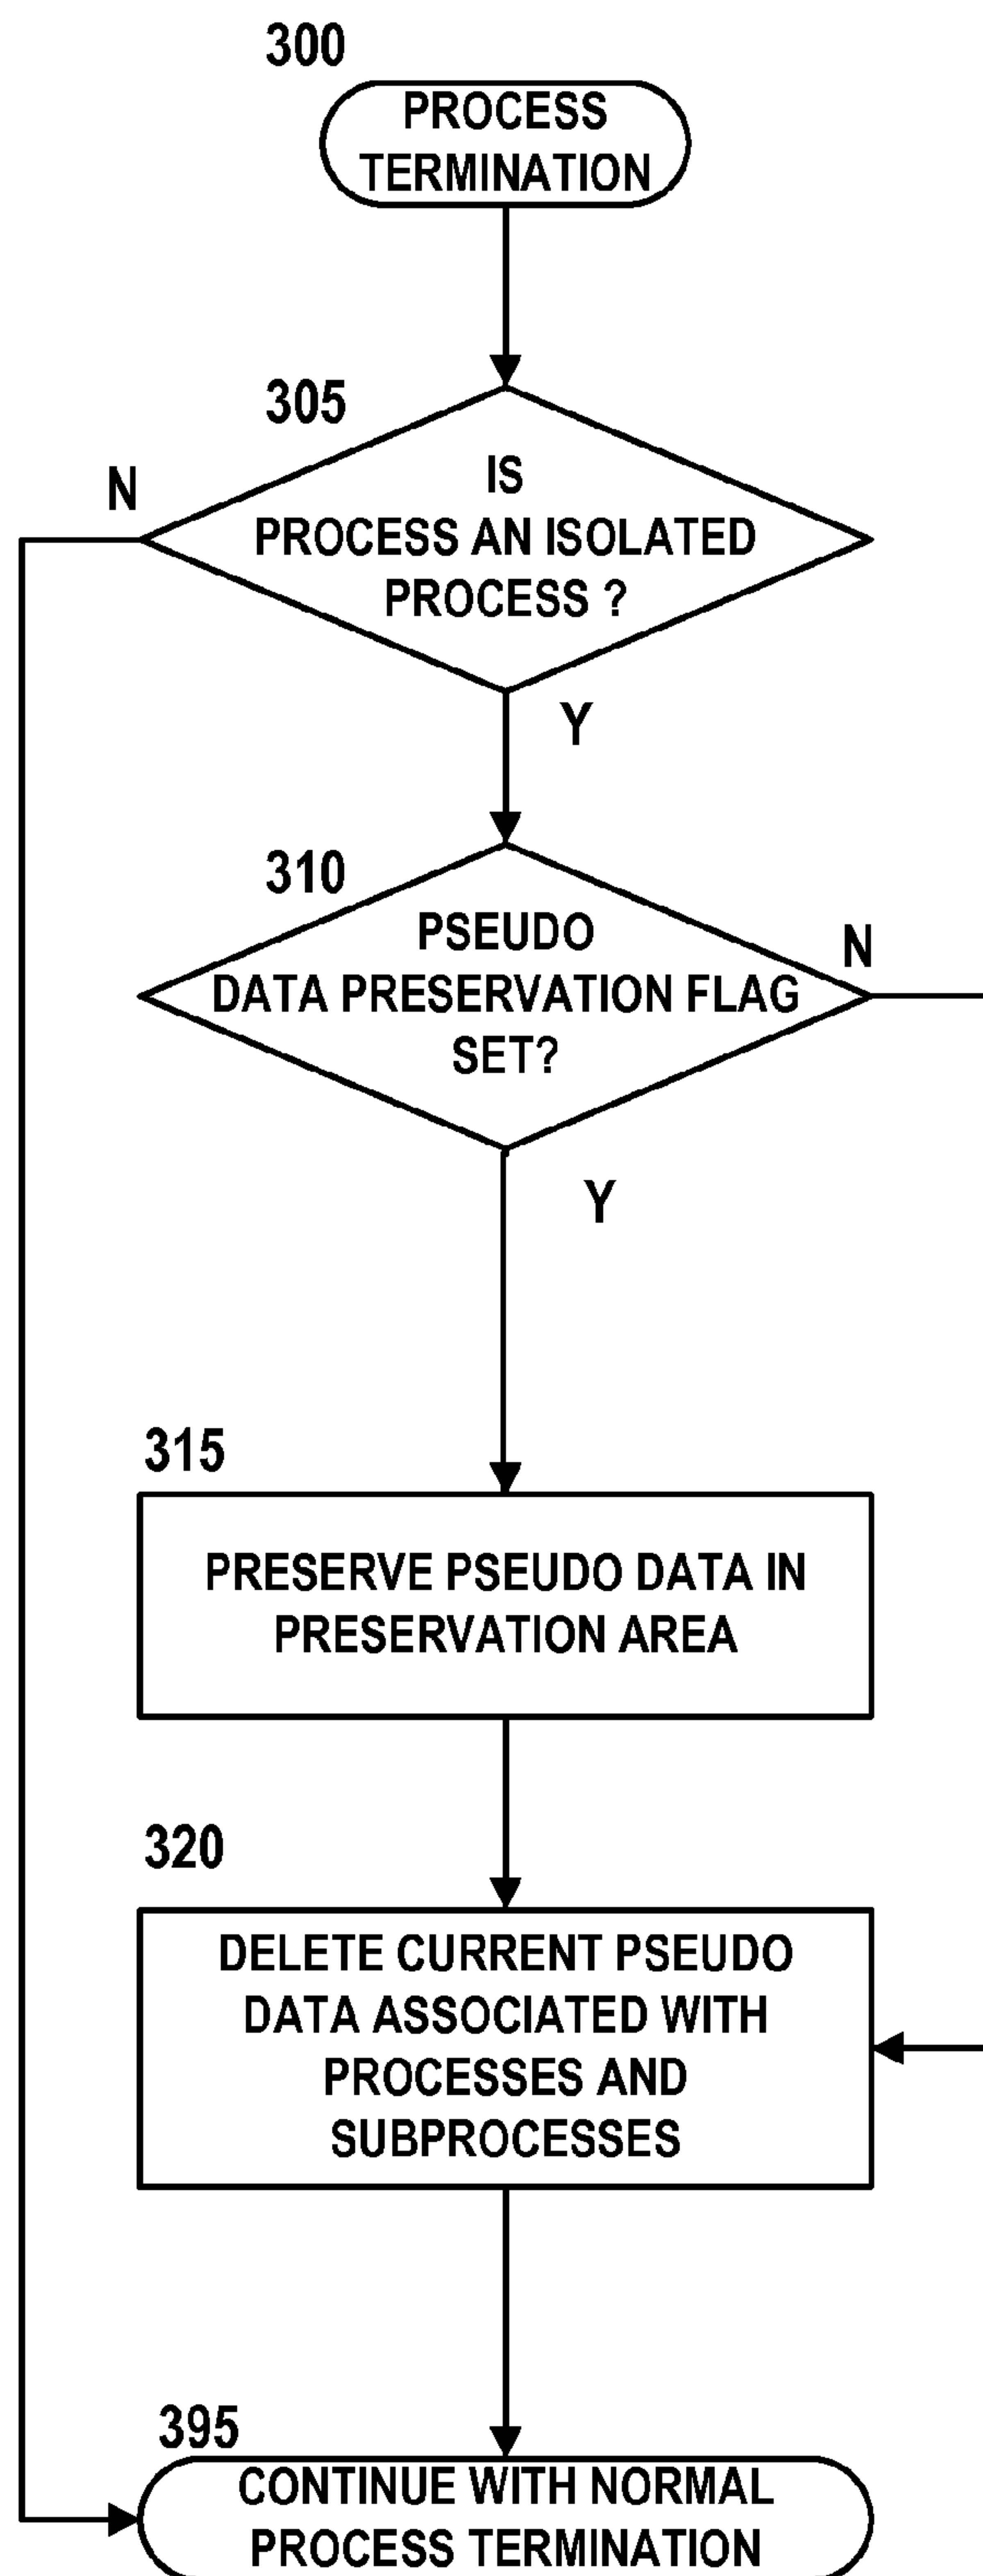 300
PROCESS
TERMINATION
305
N
IS
PROCESS AN ISOLATED
PROCESS ?
Y
310
PSEUDO
DATA PRESERVATION FLAG
SET?
N
Y
315
PRESERVE PSEUDO DATA IN
PRESERVATION AREA
320
DELETE CURRENT PSEUDO
DATA ASSOCIATED WITH
PROCESSES AND
SUBPROCESSES
395
CONTINUE WITH NORMAL
PROCESS TERMINATION